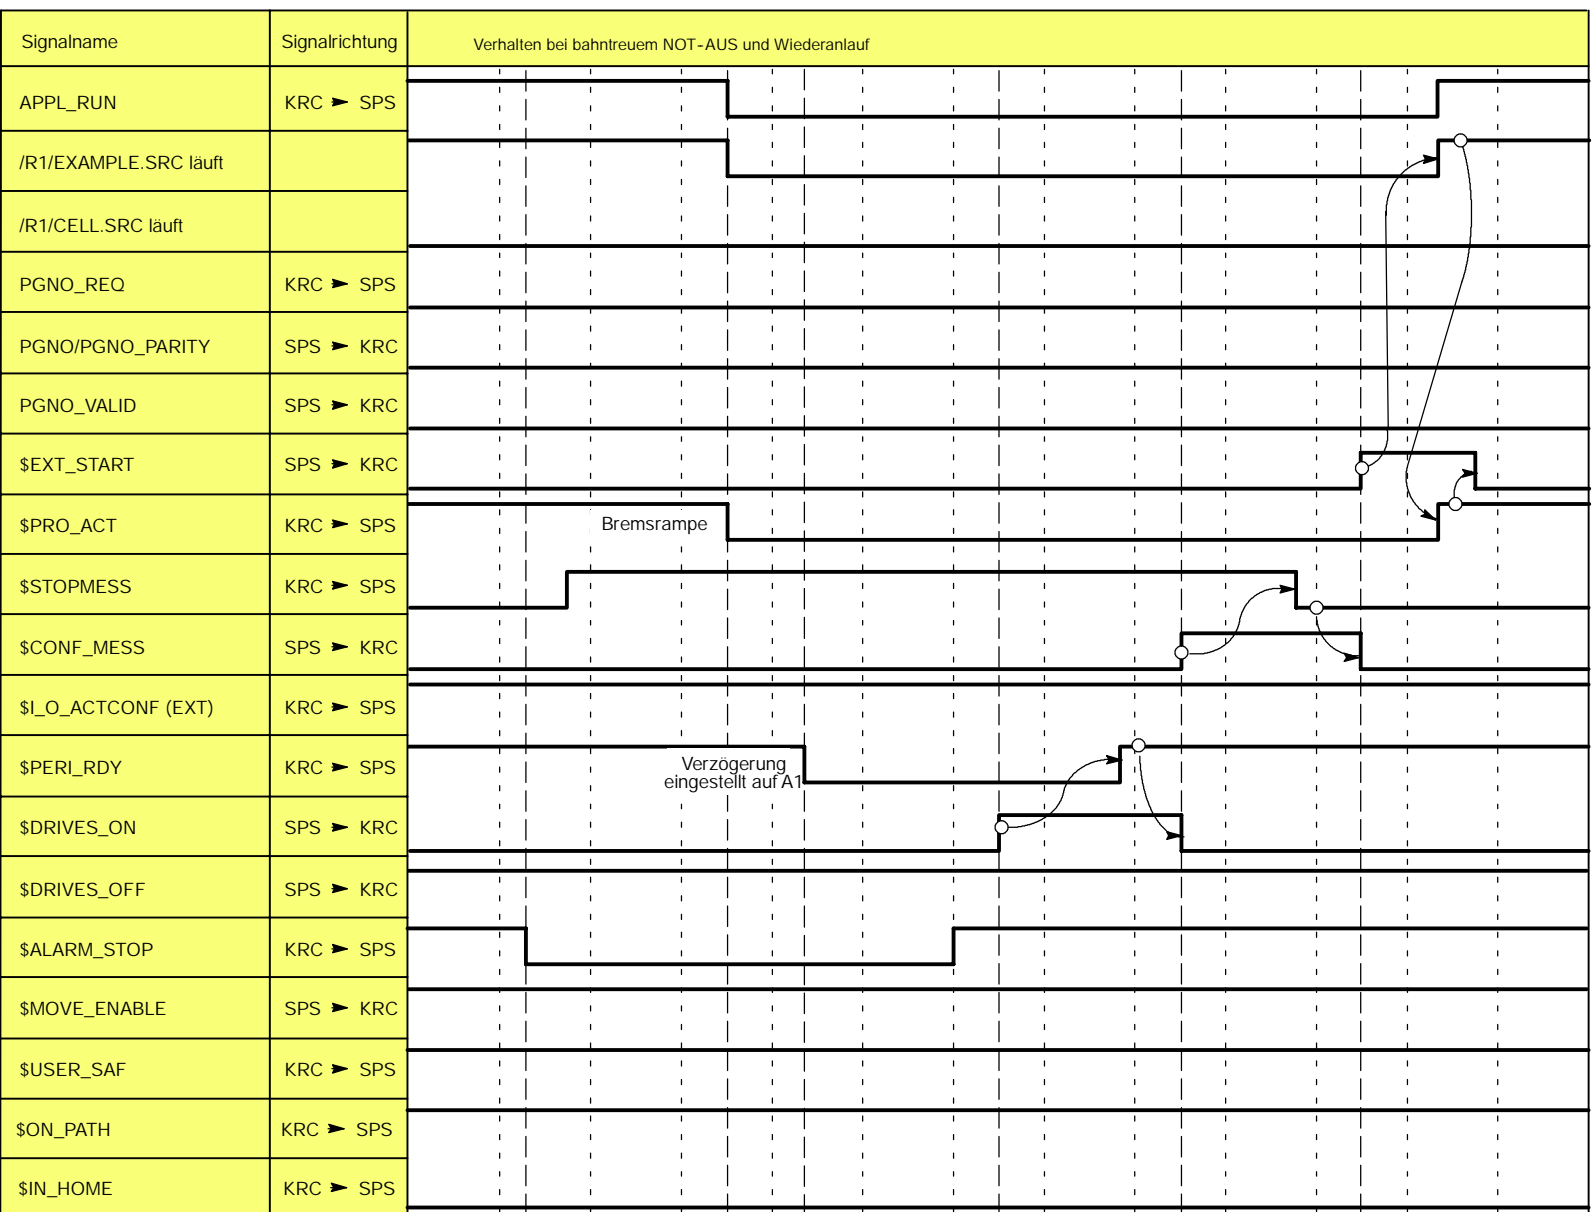 Signalname Signalrichtung Verhalten bei bahntreuem NOT-AUS und Wiederanlauf
APPL_RUN KRC ➤ SPS
/R1/EXAMPLE.SRC läuft
/R1/CELL.SRC läuft
PGNO_REQ KRC ➤ SPS
PGNO/PGNO_PARITY SPS ➤ KRC
PGNO_VALID SPS ➤ KRC
$EXT_START SPS ➤ KRC
$PRO_ACT KRC ➤ SPS Bremsrampe
$STOPMESS KRC ➤ SPS
$CONF_MESS SPS ➤ KRC
$I_O_ACTCONF (EXT) KRC ➤ SPS
$PERI_RDY KRC ➤ SPS Verzögerung
eingestellt auf A1
$DRIVES_ON SPS ➤ KRC
$DRIVES_OFF SPS ➤ KRC
$ALARM_STOP KRC ➤ SPS
$MOVE_ENABLE SPS ➤ KRC
$USER_SAF KRC ➤ SPS
$ON_PATH KRC ➤ SPS
$IN_HOME KRC ➤ SPS